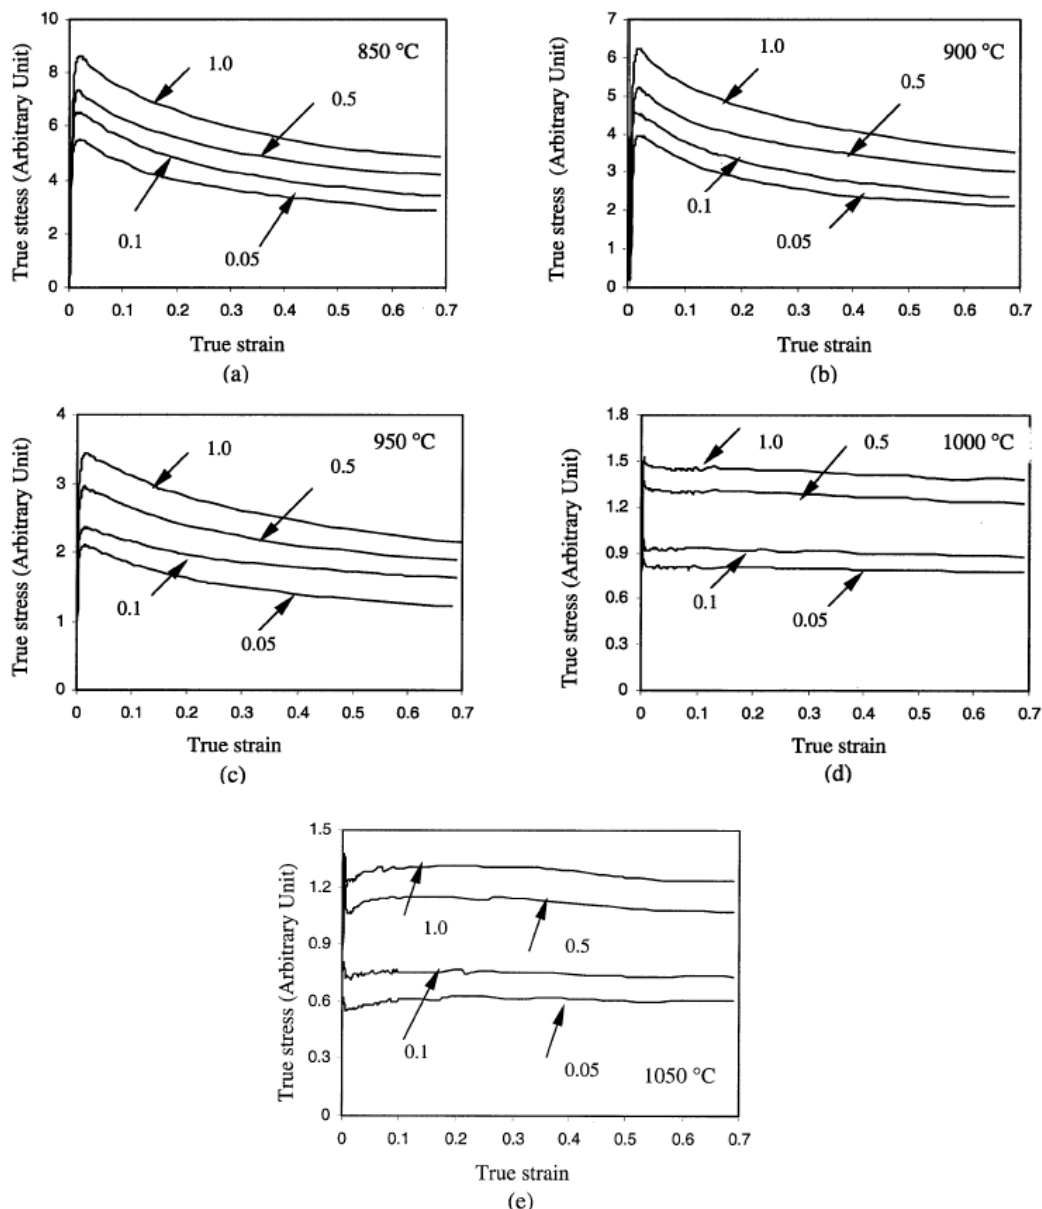 10
8
6
4
2
0
True sttess (Arbitrary Unit)
850 °C
1.0
0.5
0.1
0.05
0 0.1 0.2 0.3 0.4 0.5 0.6 0.7
True strain
(a)
7
6
5
4
3
2
1
0
True stress (Arbitrary Unit)
900 °C
1.0
0.5
0.1
0.05
0 0.1 0.2 0.3 0.4 0.5 0.6 0.7
True strain
(b)
4
3
2
1
0
True stress (Arbitrary Unit)
950 °C
1.0
0.5
0.1
0.05
0 0.1 0.2 0.3 0.4 0.5 0.6 0.7
True strain
(c)
1.8
1.5
1.2
0.9
0.6
0.3
0
True stress (Arbitrary Unit)
1.0
0.5
1000 °C
0.1
0.05
0 0.1 0.2 0.3 0.4 0.5 0.6 0.7
True strain
(d)
1.5
1.2
0.9
0.6
0.3
0
True stress (Arbitrary Unit)
1.0
0.5
0.1
0.05
1050 °C
0 0.1 0.2 0.3 0.4 0.5 0.6 0.7
True strain
(e)